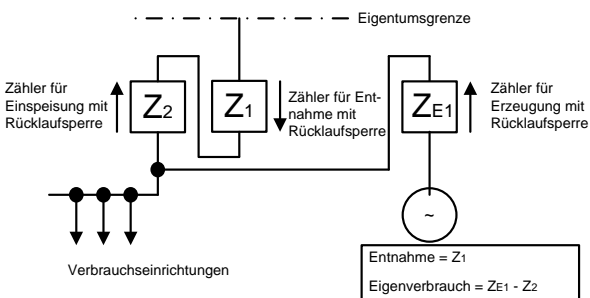 Eigentumsgrenze
Zähler für
Einspeisung mit
Rücklaufsperre
Z2
Z1
Zähler für Ent-
nahme mit
Rücklaufsperre
ZE1
Zähler für
Erzeugung mit
Rücklaufsperre
~
Verbrauchseinrichtungen
Entnahme = Z1
Eigenverbrauch = ZE1 - Z2